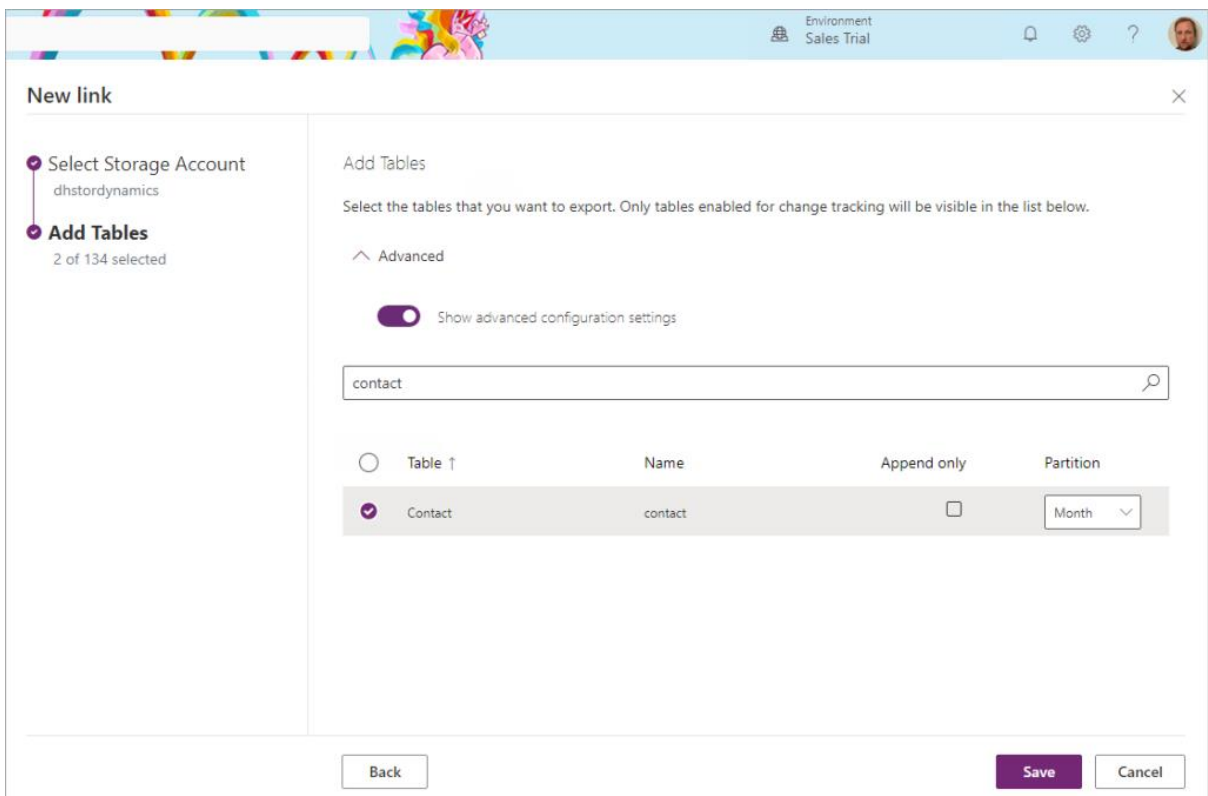 Environment
Sales Trial
?
New link
Select Storage Account
dhstordynamics
Add Tables
2 of 134 selected
Add Tables
Select the tables that you want to export. Only tables enabled for change tracking will be visible in the list below.
Advanced
Show advanced configuration settings
contact
Table ↑ Name Append only Partition
Contact contact Month
Back Save Cancel